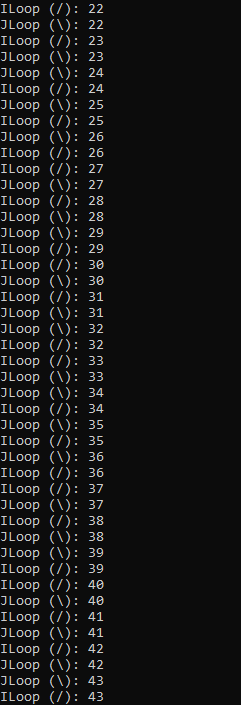 ILoop (/): 22
JLoop (\): 22
ILoop (/): 23
JLoop (\): 23
JLoop (\): 24
ILoop (/): 24
JLoop (\): 25
ILoop (/): 25
JLoop (\): 26
ILoop (/): 26
ILoop (/): 27
JLoop (\): 27
ILoop (/): 28
JLoop (\): 28
JLoop (\): 29
ILoop (/): 29
ILoop (/): 30
JLoop (\): 30
ILoop (/): 31
JLoop (\): 31
JLoop (\): 32
ILoop (/): 32
ILoop (/): 33
JLoop (\): 33
JLoop (\): 34
ILoop (/): 34
JLoop (\): 35
ILoop (/): 35
JLoop (\): 36
ILoop (/): 36
ILoop (/): 37
JLoop (\): 37
ILoop (/): 38
JLoop (\): 38
JLoop (\): 39
ILoop (/): 39
ILoop (/): 40
JLoop (\): 40
ILoop (/): 41
JLoop (\): 41
ILoop (/): 42
JLoop (\): 42
JLoop (\): 43
ILoop (/): 43